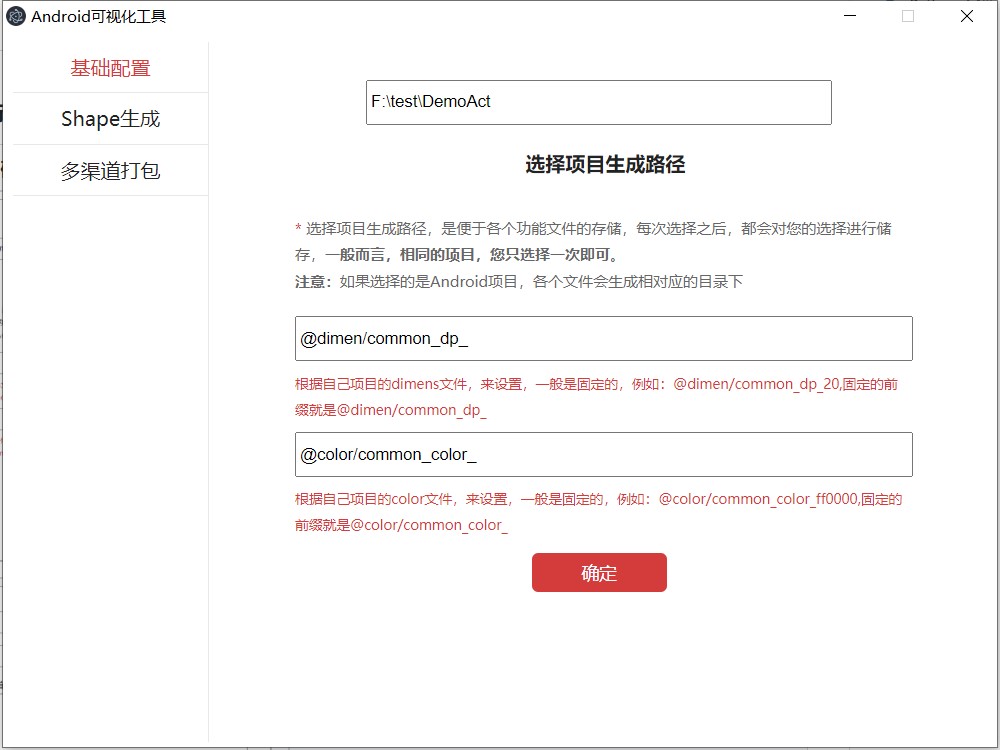 Android可视化工具
基础配置
Shape生成
多渠道打包
F:\test\DemoAct
选择项目生成路径
* 选择项目生成路径，是便于各个功能文件的存储，每次选择之后，都会对您的选择进行储
存，一般而言，相同的项目，您只选择一次即可。
注意：如果选择的是Android项目，各个文件会生成相对应的目录下
@dimen/common_dp_
根据自己项目的dimens文件，来设置，一般是固定的，例如：@dimen/common_dp_20,固定的前
缀就是@dimen/common_dp_
@color/common_color_
根据自己项目的color文件，来设置，一般是固定的，例如：@color/common_color_ff0000,固定的
前缀就是@color/common_color_
确定